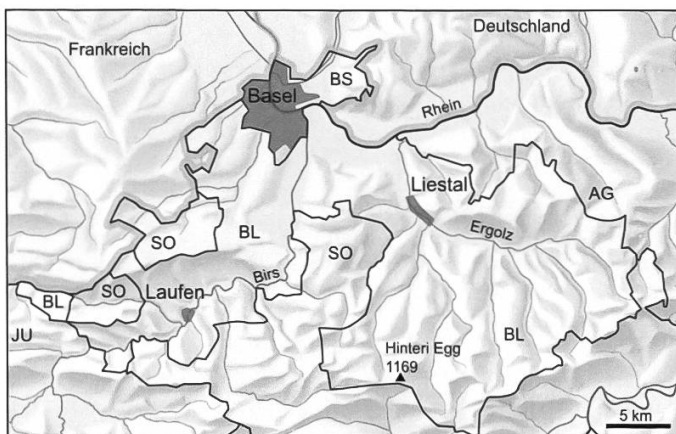 Deutschland
Frankreich
BS
Basel
Rhein
Liestal
AG
SO
BL
SO
Ergolz
Birs
SO
Laufen
BL
JU
Hinteri Egg
1169
BL
5 km